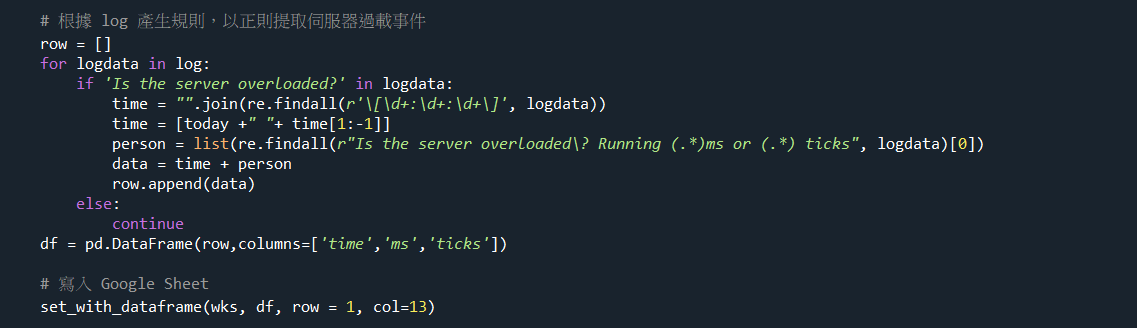 # 根據 log 產生規則，以正則提取伺服器過載事件
row = []
for logdata in log:
    if 'Is the server overloaded?' in logdata:
        time = "".join(re.findall(r'\[\d+:\d+:\d+\]', logdata))
        time = [today +" "+ time[1:-1]]
        person = list(re.findall(r"Is the server overloaded\? Running (.*)ms or (.*) ticks", logdata)[0])
        data = time + person
        row.append(data)
    else:
        continue
df = pd.DataFrame(row,columns=['time','ms','ticks'])
# 寫入 Google Sheet
set_with_dataframe(wks, df, row = 1, col=13)